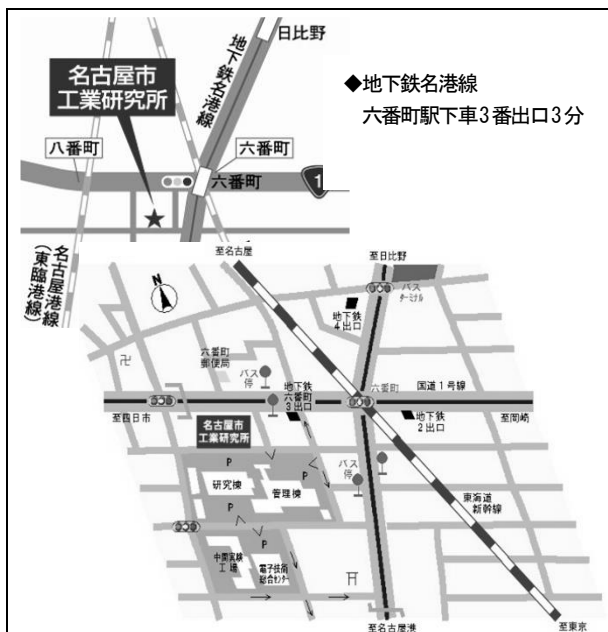 日比野
地下鉄名港線
名古屋市
工業研究所
◆地下鉄名港線
六番町駅下車3番出口3分
八番町
六番町
六番町
1
名古屋港線
(東臨港線)
至名古屋
至日比野
N
バス
ターミナル
地下鉄
4出口
六番町
郵便局
バス
停
地下鉄
六番町
3出口
六番町
国道1号線
至四日市
地下鉄
2出口
至岡崎
名古屋市
工業研究所
P
研究棟
管理棟
P
バス
停
東海道
新幹線
P
中間実験
工場
電子技術
総合センター
至名古屋港
至東京